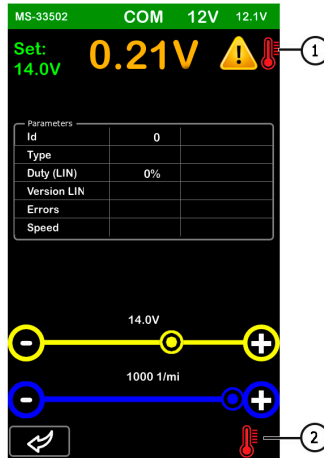 MS-33502 COM 12V 12.1V
Set: 0.21V
14.0V
1
Parameters
Id 0
Type
Duty (LIN) 0%
Version LIN
Errors
Speed
14.0V
- +
1000 1/mi
- +
2